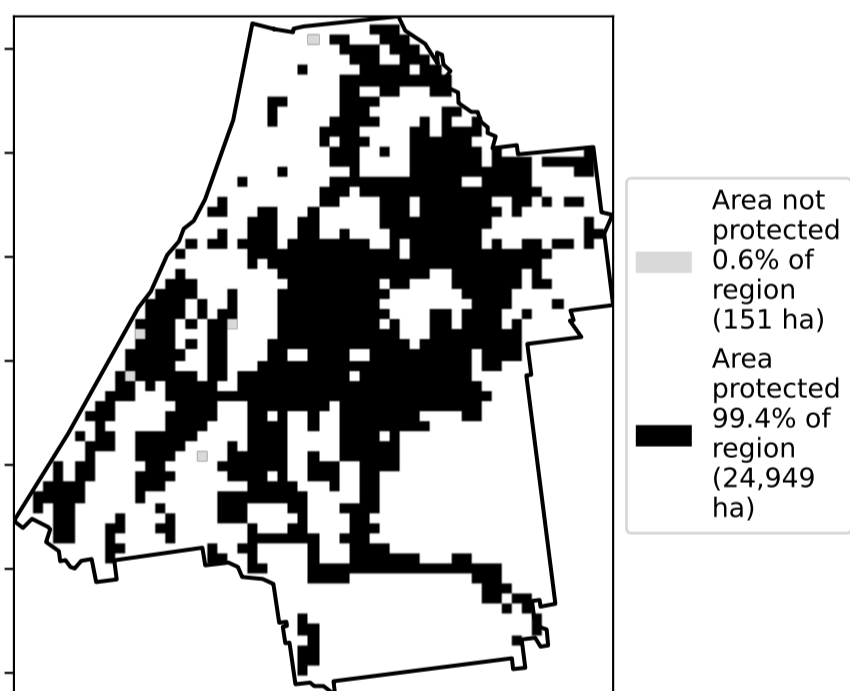 Area not
protected
0.6% of
region
(151 ha)
Area
protected
99.4% of
region
(24,949
ha)